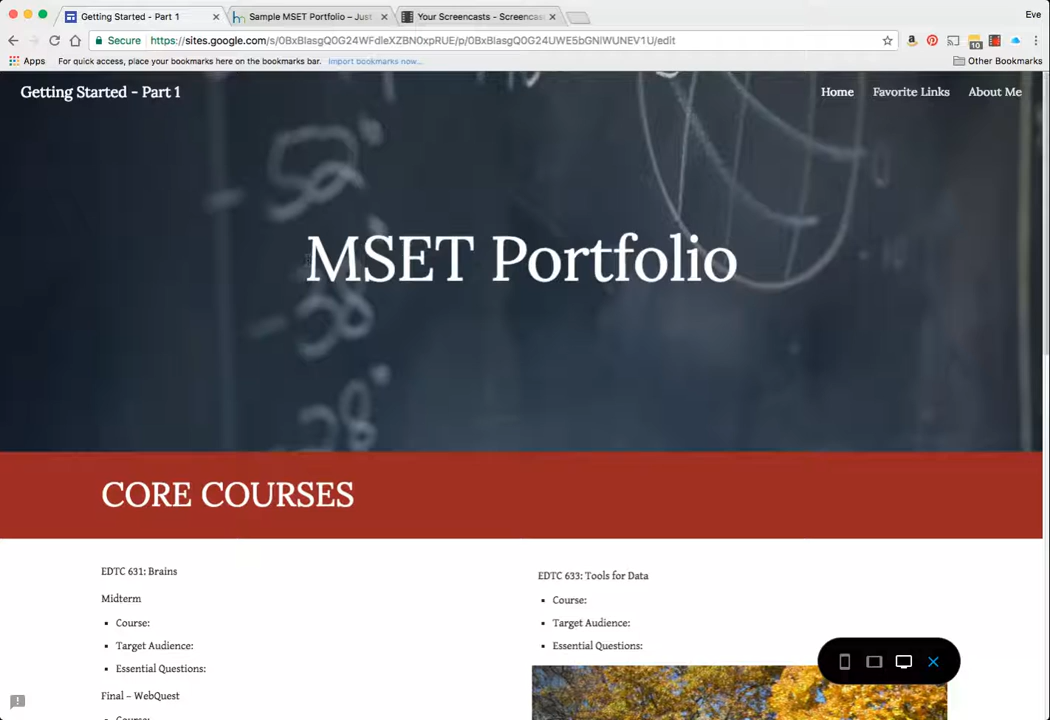 Getting Started - Part 1
Sample MSET Portfolio – Just
Your Screencasts - Screencas
Eve
Secure https://sites.google.com/s/0BxBlasgQ0G24WFdleXZBN0xpRUE/p/0BxBlasgQ0G24UWE5bGNlWUNEV1U/edit
10
Apps For quick access, place your bookmarks here on the bookmarks bar. Import bookmarks now...
Other Bookmarks
Getting Started - Part 1
Home Favorite Links About Me
MSET Portfolio
CORE COURSES
EDTC 631: Brains
Midterm
Course:
Target Audience:
Essential Questions:
Final – WebQuest
EDTC 633: Tools for Data
Course:
Target Audience:
Essential Questions: